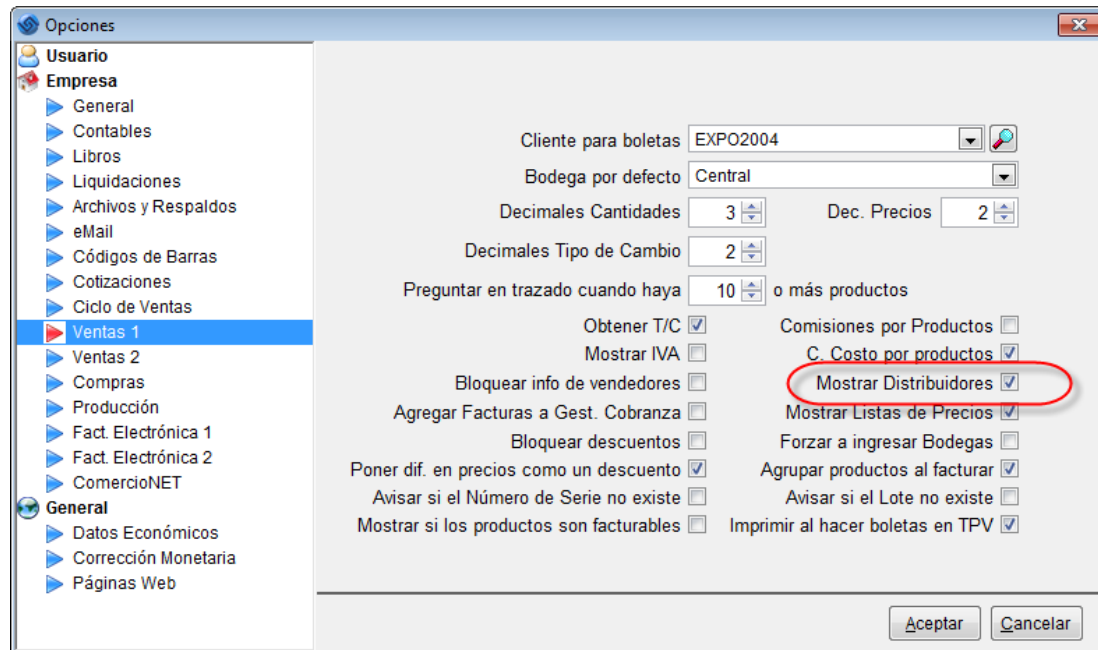 Opciones
Usuario
Empresa
General
Contables
Libros
Liquidaciones
Archivos y Respaldos
eMail
Códigos de Barras
Cotizaciones
Ciclo de Ventas
Ventas 1
Ventas 2
Compras
Producción
Fact. Electrónica 1
Fact. Electrónica 2
ComercioNET
General
Datos Económicos
Corrección Monetaria
Páginas Web
Cliente para boletas EXPO2004
Bodega por defecto Central
Decimales Cantidades 3 Dec. Precios 2
Decimales Tipo de Cambio 2
Preguntar en trazado cuando haya 10 o más productos
Obtener T/C Comisiones por Productos
Mostrar IVA C. Costo por productos
Bloquear info de vendedores Mostrar Distribuidores
Agregar Facturas a Gest. Cobranza Mostrar Listas de Precios
Bloquear descuentos Forzar a ingresar Bodegas
Poner dif. en precios como un descuento Agrupar productos al facturar
Avisar si el Número de Serie no existe Avisar si el Lote no existe
Mostrar si los productos son facturables Imprimir al hacer boletas en TPV
Aceptar Cancelar